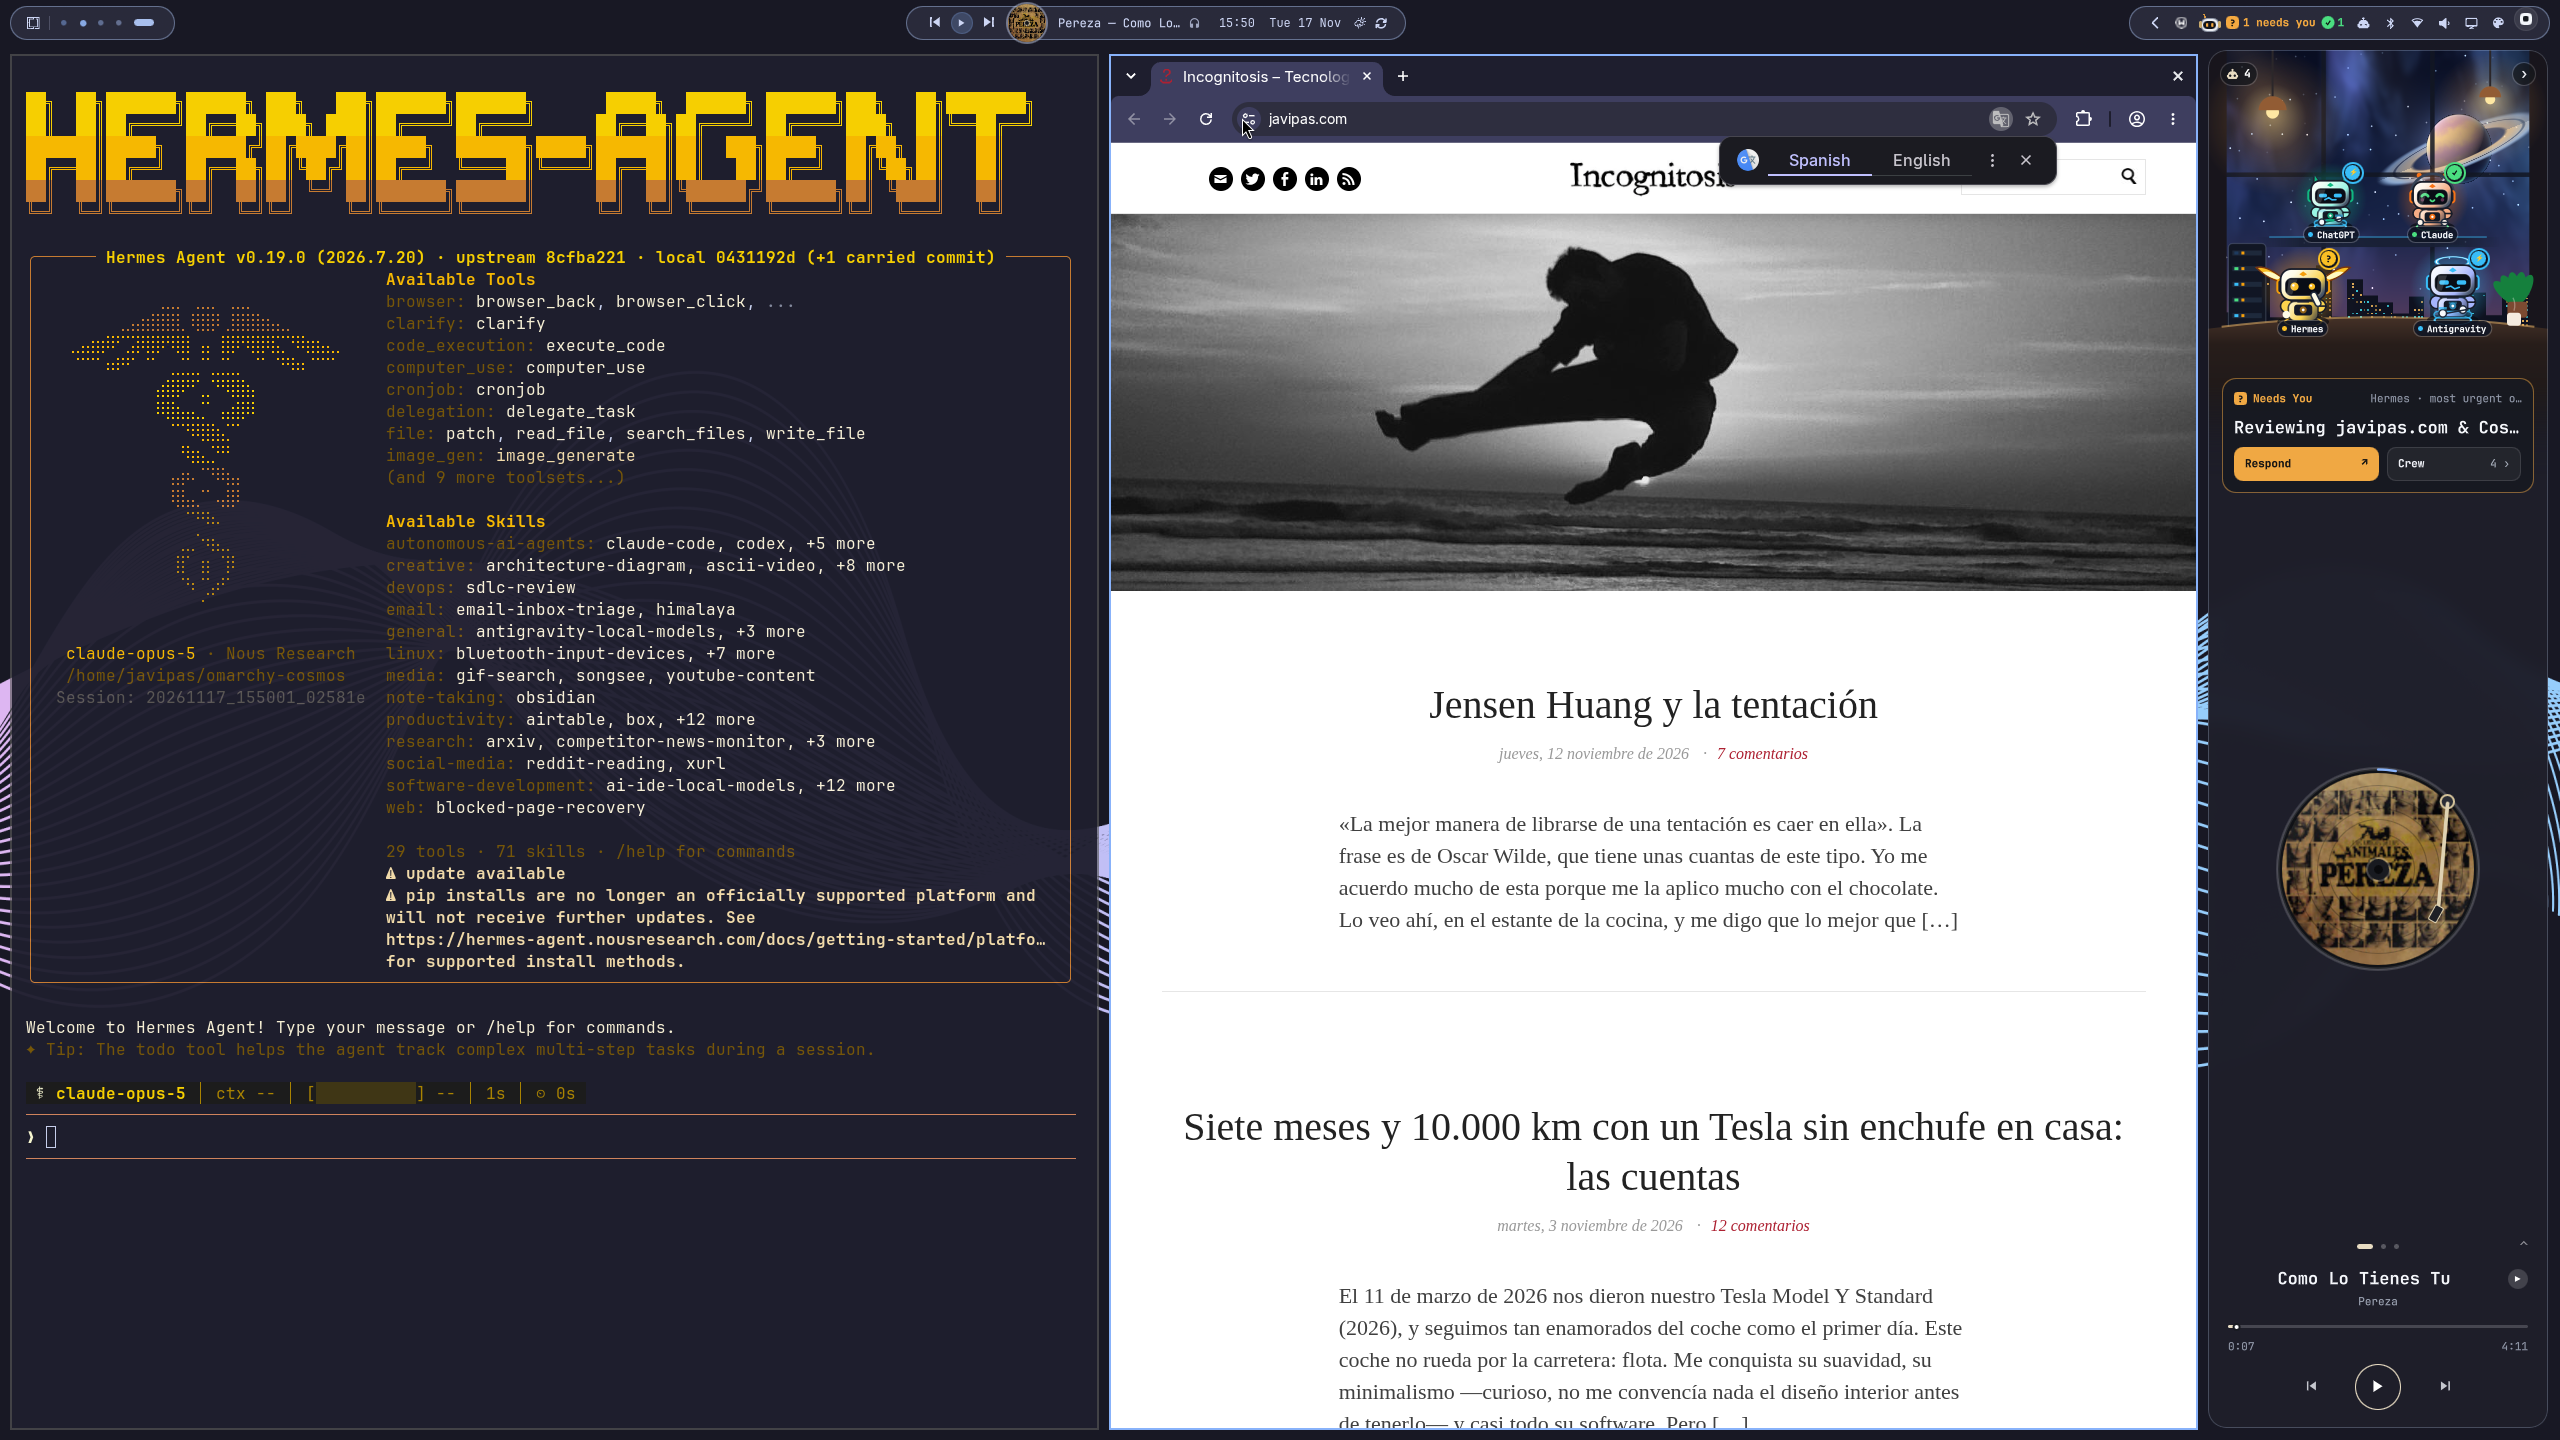 Pereza — Como Lo…
15:50
Tue 17 Nov
1 needs you
1
HERMES-AGENT
Hermes Agent v0.19.0 (2026.7.20) · upstream 8cfba221 · local 0431192d (+1 carried commit)
Available Tools
browser: browser_back, browser_click, ...
clarify: clarify
code_execution: execute_code
computer_use: computer_use
cronjob: cronjob
delegation: delegate_task
file: patch, read_file, search_files, write_file
image_gen: image_generate
(and 9 more toolsets...)
Available Skills
autonomous-ai-agents: claude-code, codex, +5 more
creative: architecture-diagram, ascii-video, +8 more
devops: sdlc-review
email: email-inbox-triage, himalaya
general: antigravity-local-models, +3 more
linux: bluetooth-input-devices, +7 more
media: gif-search, songsee, youtube-content
note-taking: obsidian
productivity: airtable, box, +12 more
research: arxiv, competitor-news-monitor, +3 more
social-media: reddit-reading, xurl
software-development: ai-ide-local-models, +12 more
web: blocked-page-recovery
29 tools · 71 skills · /help for commands
⚠ update available
⚠ pip installs are no longer an officially supported platform and
will not receive further updates. See
https://hermes-agent.nousresearch.com/docs/getting-started/platfo…
for supported install methods.
claude-opus-5 · Nous Research
/home/javipas/omarchy-cosmos
Session: 20261117_155001_02581e
Welcome to Hermes Agent! Type your message or /help for commands.
✦ Tip: The todo tool helps the agent track complex multi-step tasks during a session.
claude-opus-5 │ ctx -- │ [ ] -- │ 1s │ ⊙ 0s
❯
Incognitosis – Tecnolog
javipas.com
Spanish
English
Incognitosis
Jensen Huang y la tentación
jueves, 12 noviembre de 2026 · 7 comentarios
«La mejor manera de librarse de una tentación es caer en ella». La
frase es de Oscar Wilde, que tiene unas cuantas de este tipo. Yo me
acuerdo mucho de esta porque me la aplico mucho con el chocolate.
Lo veo ahí, en el estante de la cocina, y me digo que lo mejor que […]
Siete meses y 10.000 km con un Tesla sin enchufe en casa:
las cuentas
martes, 3 noviembre de 2026 · 12 comentarios
El 11 de marzo de 2026 nos dieron nuestro Tesla Model Y Standard
(2026), y seguimos tan enamorados del coche como el primer día. Este
coche no rueda por la carretera: flota. Me conquista su suavidad, su
minimalismo —curioso, no me convencía nada el diseño interior antes
de tenerlo— y casi todo su software. Pero […]
4
ChatGPT
Claude
Hermes
Antigravity
? Needs You
Hermes · most urgent o…
Reviewing javipas.com & Cos…
Respond
Crew
4 ›
ANIMALES
PEREZA
Como Lo Tienes Tu
Pereza
0:07
4:11